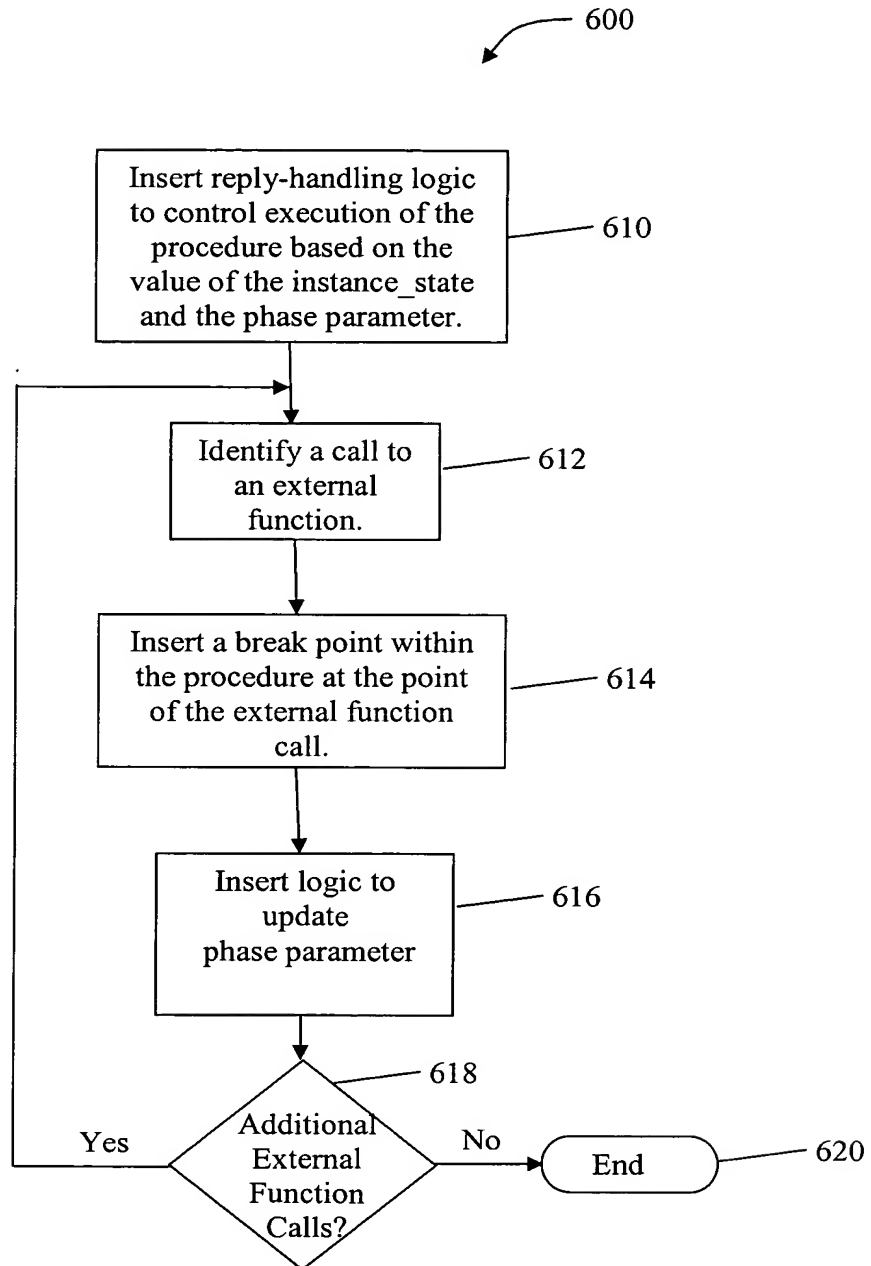 600
Insert reply-handling logic
to control execution of the
procedure based on the
value of the instance_state
and the phase parameter.
610
Identify a call to
an external
function.
612
Insert a break point within
the procedure at the point
of the external function
call.
614
Insert logic to
update
phase parameter
616
618
Additional
External
Function
Calls?
Yes
No
End
620